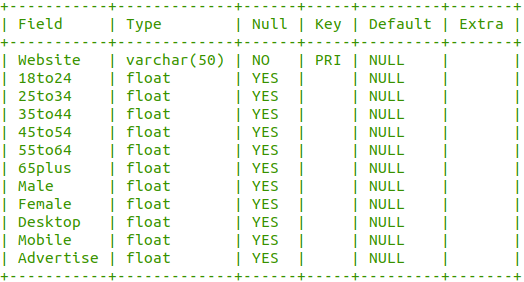 +------------+-------------+------+-----+---------+-------+
| Field      | Type        | Null | Key | Default | Extra |
+------------+-------------+------+-----+---------+-------+
| Website    | varchar(50) | NO   | PRI | NULL    |       |
| 18to24     | float       | YES  |     | NULL    |       |
| 25to34     | float       | YES  |     | NULL    |       |
| 35to44     | float       | YES  |     | NULL    |       |
| 45to54     | float       | YES  |     | NULL    |       |
| 55to64     | float       | YES  |     | NULL    |       |
| 65plus     | float       | YES  |     | NULL    |       |
| Male       | float       | YES  |     | NULL    |       |
| Female     | float       | YES  |     | NULL    |       |
| Desktop    | float       | YES  |     | NULL    |       |
| Mobile     | float       | YES  |     | NULL    |       |
| Advertise  | float       | YES  |     | NULL    |       |
+------------+-------------+------+-----+---------+-------+